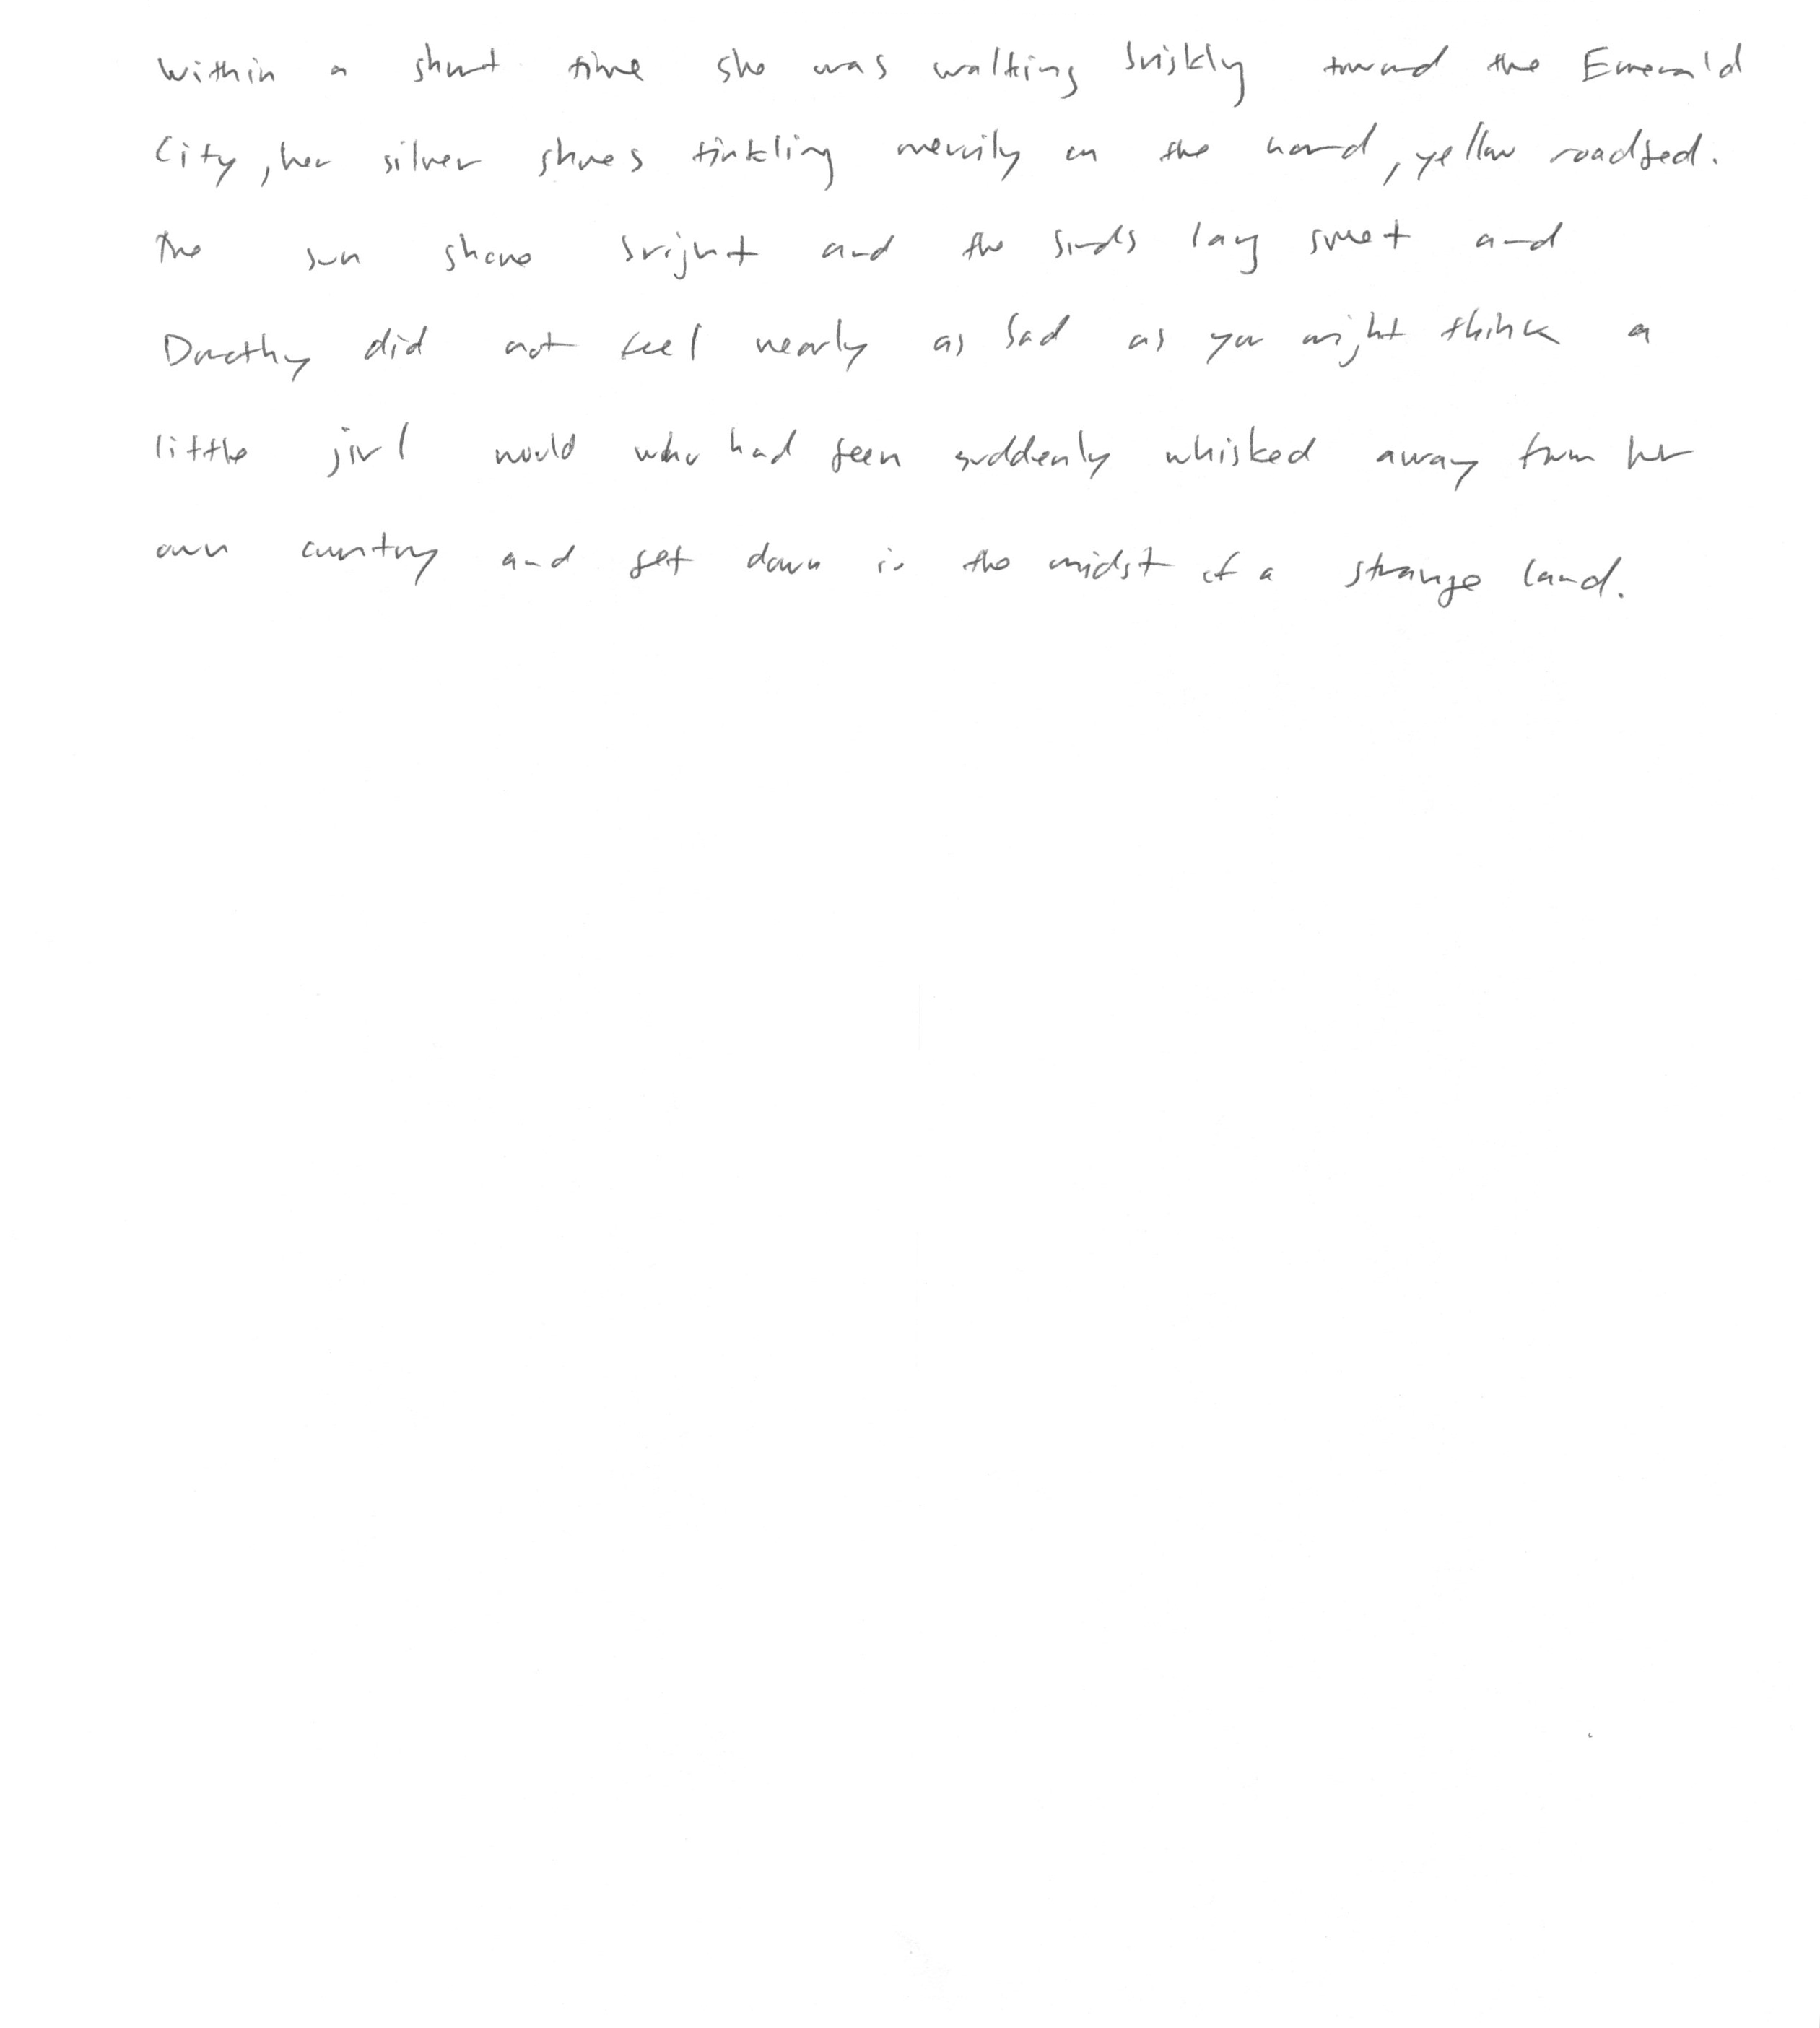 Within a short time she was walking briskly toward the Emerald
City, her silver shoes tinkling merrily on the hard, yellow roadbed.
The sun shone bright and the birds sang sweet and
Dorothy did not feel nearly as bad as you might think a
little girl would who had been suddenly whisked away from her
own country and set down in the midst of a strange land.